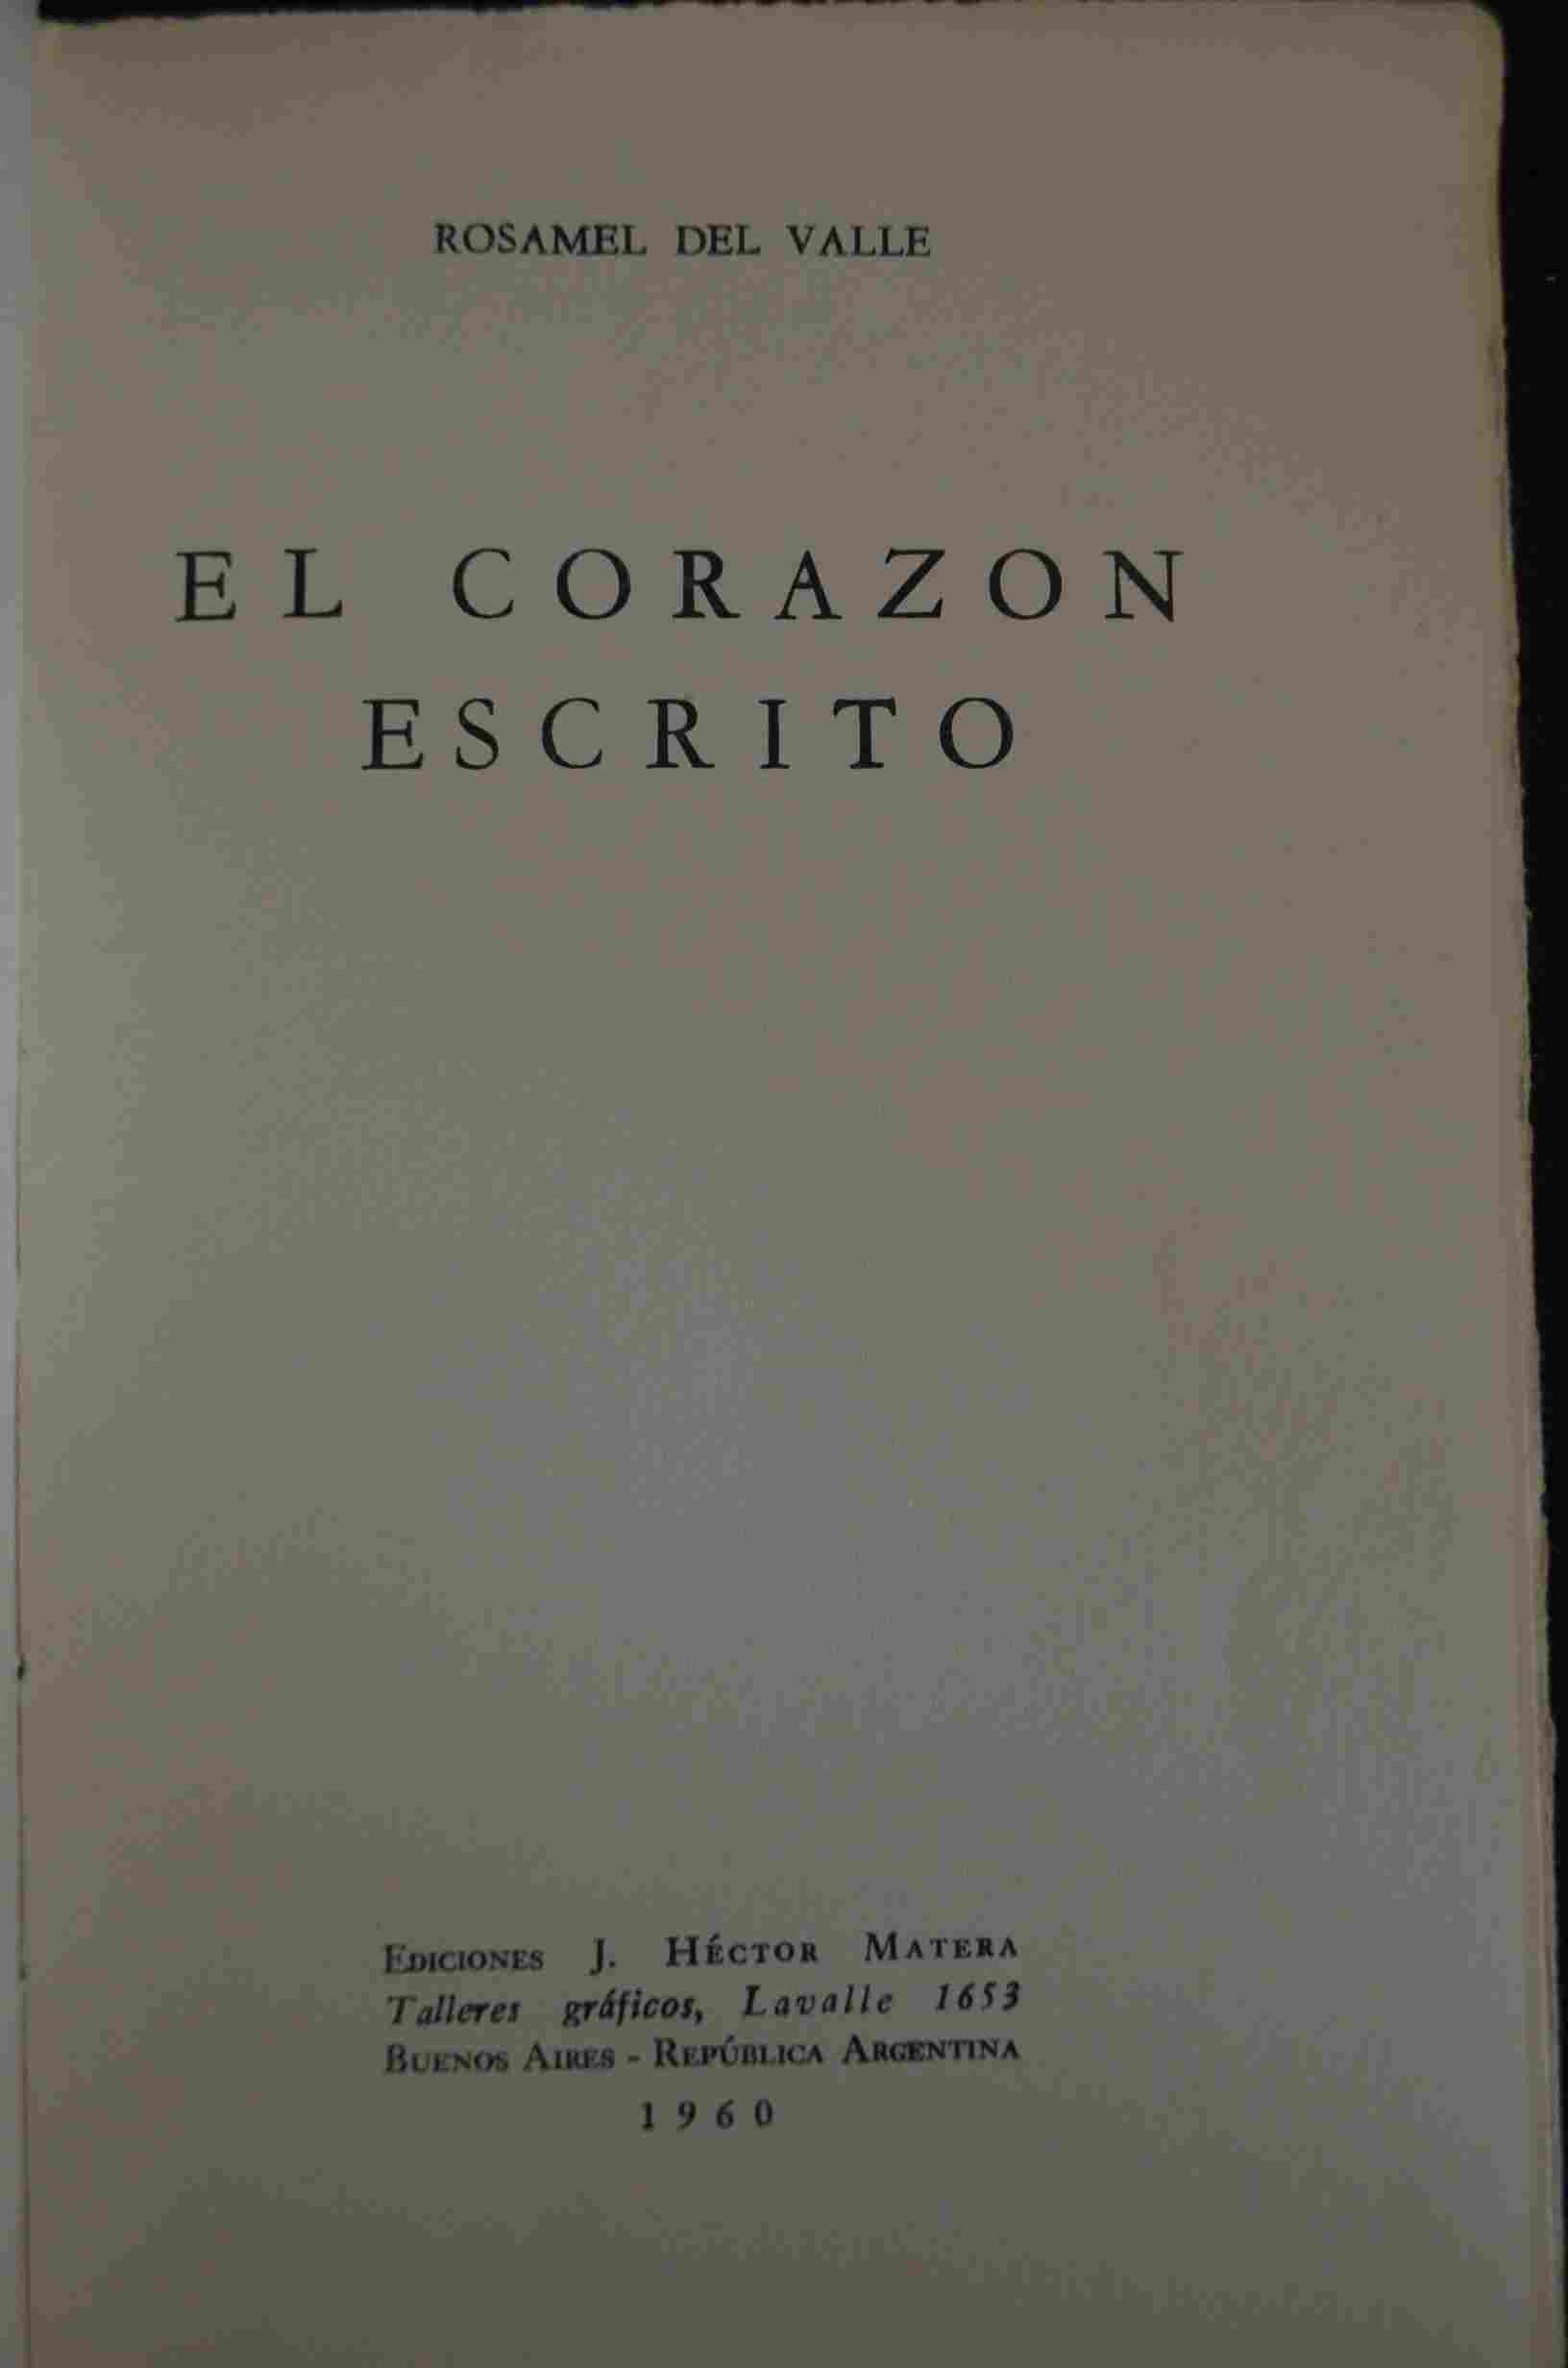 ROSAMEL DEL VALLE
EL CORAZON
ESCRITO
EDICIONES J. HÉCTOR MATERA
Talleres gráficos, Lavalle 1653
BUENOS AIRES - REPÚBLICA ARGENTINA
1960